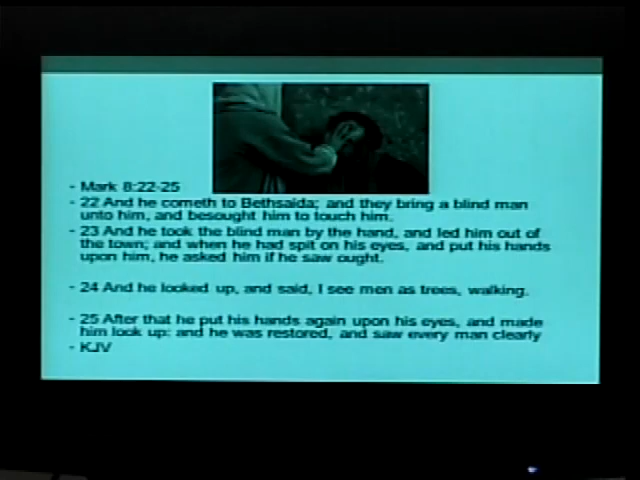 - Mark 8:22-25
- 22 And he cometh to Bethsaida; and they bring a blind man
unto him, and besought him to touch him.
- 23 And he took the blind man by the hand, and led him out of
the town; and when he had spit on his eyes, and put his hands
upon him, he asked him if he saw ought.
- 24 And he looked up, and said, I see men as trees, walking.
- 25 After that he put his hands again upon his eyes, and made
him look up: and he was restored, and saw every man clearly
- KJV